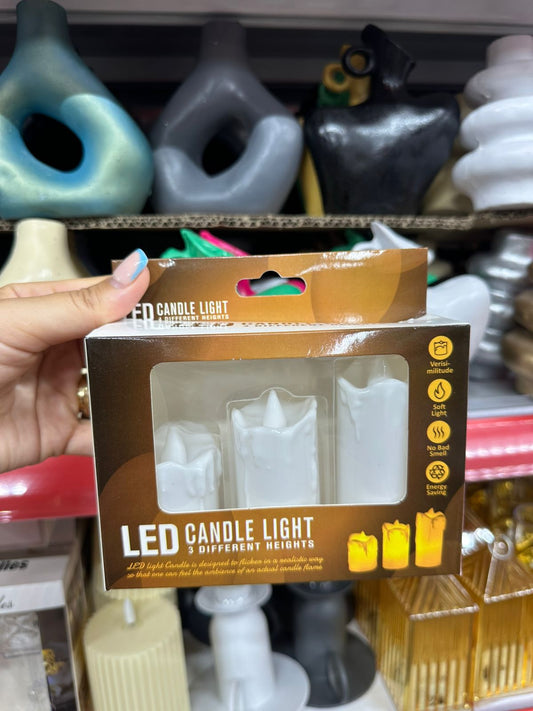 ED CANDLE LIGHT
3 DIFFERENT HEIGHTS
Verisi-
militude
Soft
Light
No Bad
Smell
Energy
Saving
LED CANDLE LIGHT
3 DIFFERENT HEIGHTS
LED light Candle is designed to flicker in a realistic way
so that one can feel the ambience of an actual candle flame